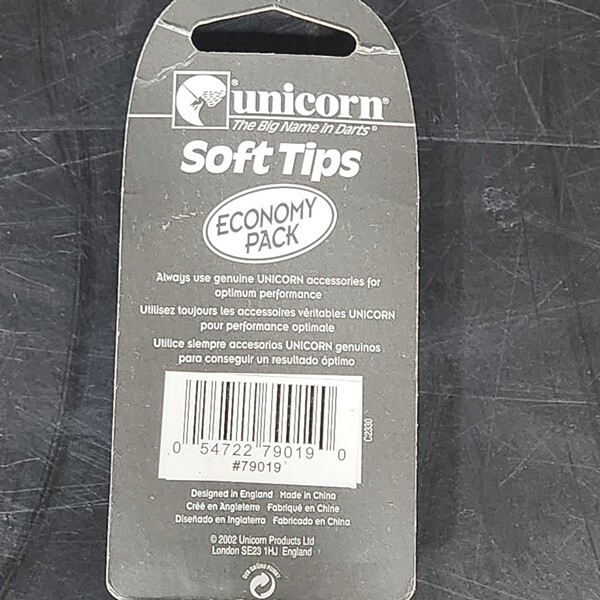 unicorn®
The Big Name in Darts®
Soft Tips
ECONOMY
PACK
Always use genuine UNICORN accessories for
optimum performance
Utilisez toujours les accessoires véritables UNICORN
pour performance optimale
Utilice siempre accesorios UNICORN genuinos
para conseguir un resultado óptimo
0 54722 79019 0
#79019
C2330
Designed in England Made in China
Créé en Angleterre Fabriqué en Chine
Diseñado en Inglaterra Fabricado en China
© 2002 Unicorn Products Ltd
London SE23 1HJ England
DER GRÜNE PUNKT